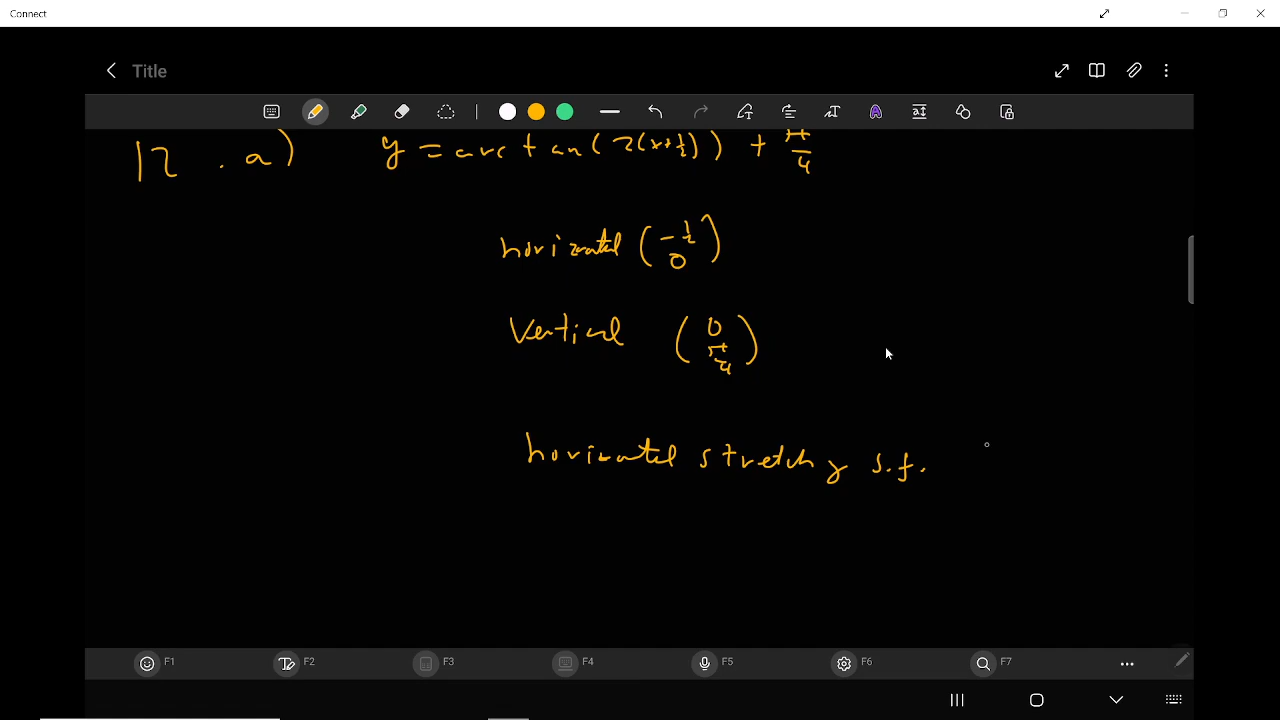 Connect
Title
12. a) y = arctan(2(x+½)) + π/4
horizontal (-½ 0)
Vertical (0 π/4)
horizontal stretch y s.f.
F1 F2 F3 F4 F5 F6 F7